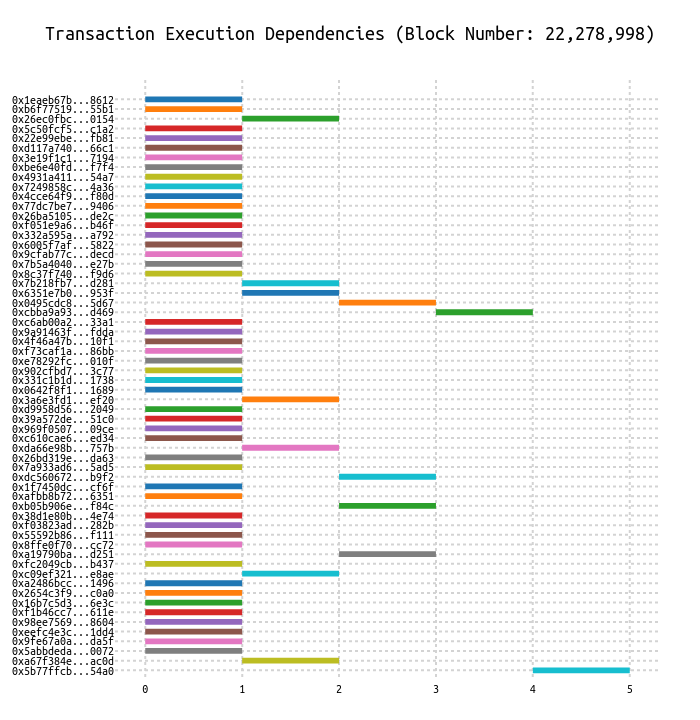 Transaction Execution Dependencies (Block Number: 22,278,998)
0x1eaeb67b...8612
0xb6f77519...55b1
0x26ec0fbc...0154
0x5c50fcf5...c1a2
0x22e99ebe...fb81
0xd117a740...66c1
0x3e19f1c1...7194
0xbe6e40fd...f7f4
0x4931a411...54a7
0x7249858c...4a36
0x4cce64f9...f80d
0x77dc7be7...9406
0x26ba5105...de2c
0xf051e9a6...b46f
0x332a595a...a792
0x6005f7af...5822
0x9cfab77c...decd
0x7b5a4040...e27b
0x8c37f740...f9d6
0x7b218fb7...d281
0x6351e7b0...953f
0x0495cdc8...5d67
0xcbba9a93...d469
0xc6ab00a2...33a1
0x9a91463f...fdda
0x4f46a47b...10f1
0xf73caf1a...86bb
0xe78292fc...010f
0x902cfbd7...3c77
0x331c1b1d...1738
0x0642f8f1...1689
0x3a6e3fd1...ef20
0xd9958d56...2049
0x39a572de...51c0
0x969f0507...09ce
0xc610cae6...ed34
0xda66e98b...757b
0x26bd319e...da63
0x7a933ad6...5ad5
0xdc560672...b9f2
0x1f7450dc...cf6f
0xafbb8b72...6351
0xb05b906e...f84c
0x38d1e80b...4e74
0xf03823ad...282b
0x55592b86...f111
0x8ffe0f70...cc72
0xa19790ba...d251
0xfc2049cb...b437
0xc09ef321...e8ae
0xa2486bcc...1496
0x2654c3f9...c0a0
0x16b7c5d3...6e3c
0xf1b46cc7...611e
0x98ee7569...8604
0xeefc4e3c...1dd4
0x9fe67a0a...da5f
0x5abbdeda...0072
0xa67f384e...ac0d
0x5b77ffcb...54a0
0 1 2 3 4 5